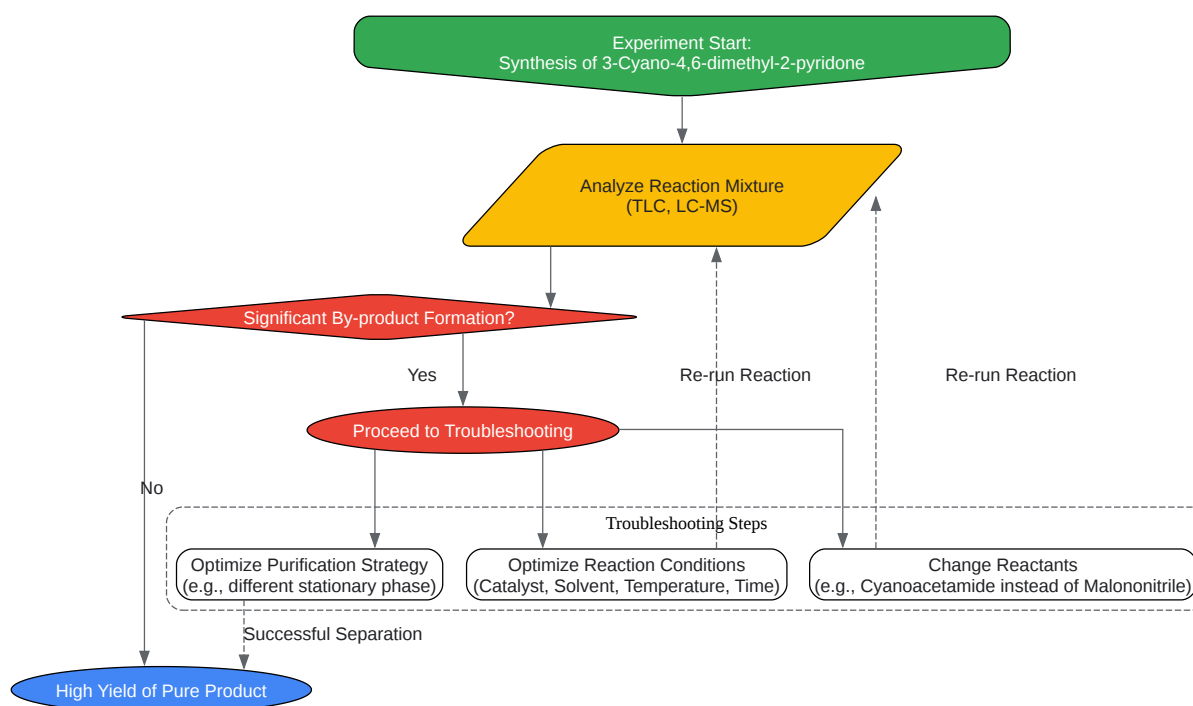 Experiment Start:
Synthesis of 3-Cyano-4,6-dimethyl-2-pyridone
Analyze Reaction Mixture
(TLC, LC-MS)
Significant By-product Formation?
Yes
Re-run Reaction
Re-run Reaction
Proceed to Troubleshooting
No
Troubleshooting Steps
Optimize Purification Strategy
(e.g., different stationary phase)
Optimize Reaction Conditions
(Catalyst, Solvent, Temperature, Time)
Change Reactants
(e.g., Cyanoacetamide instead of Malononitrile)
Successful Separation
High Yield of Pure Product